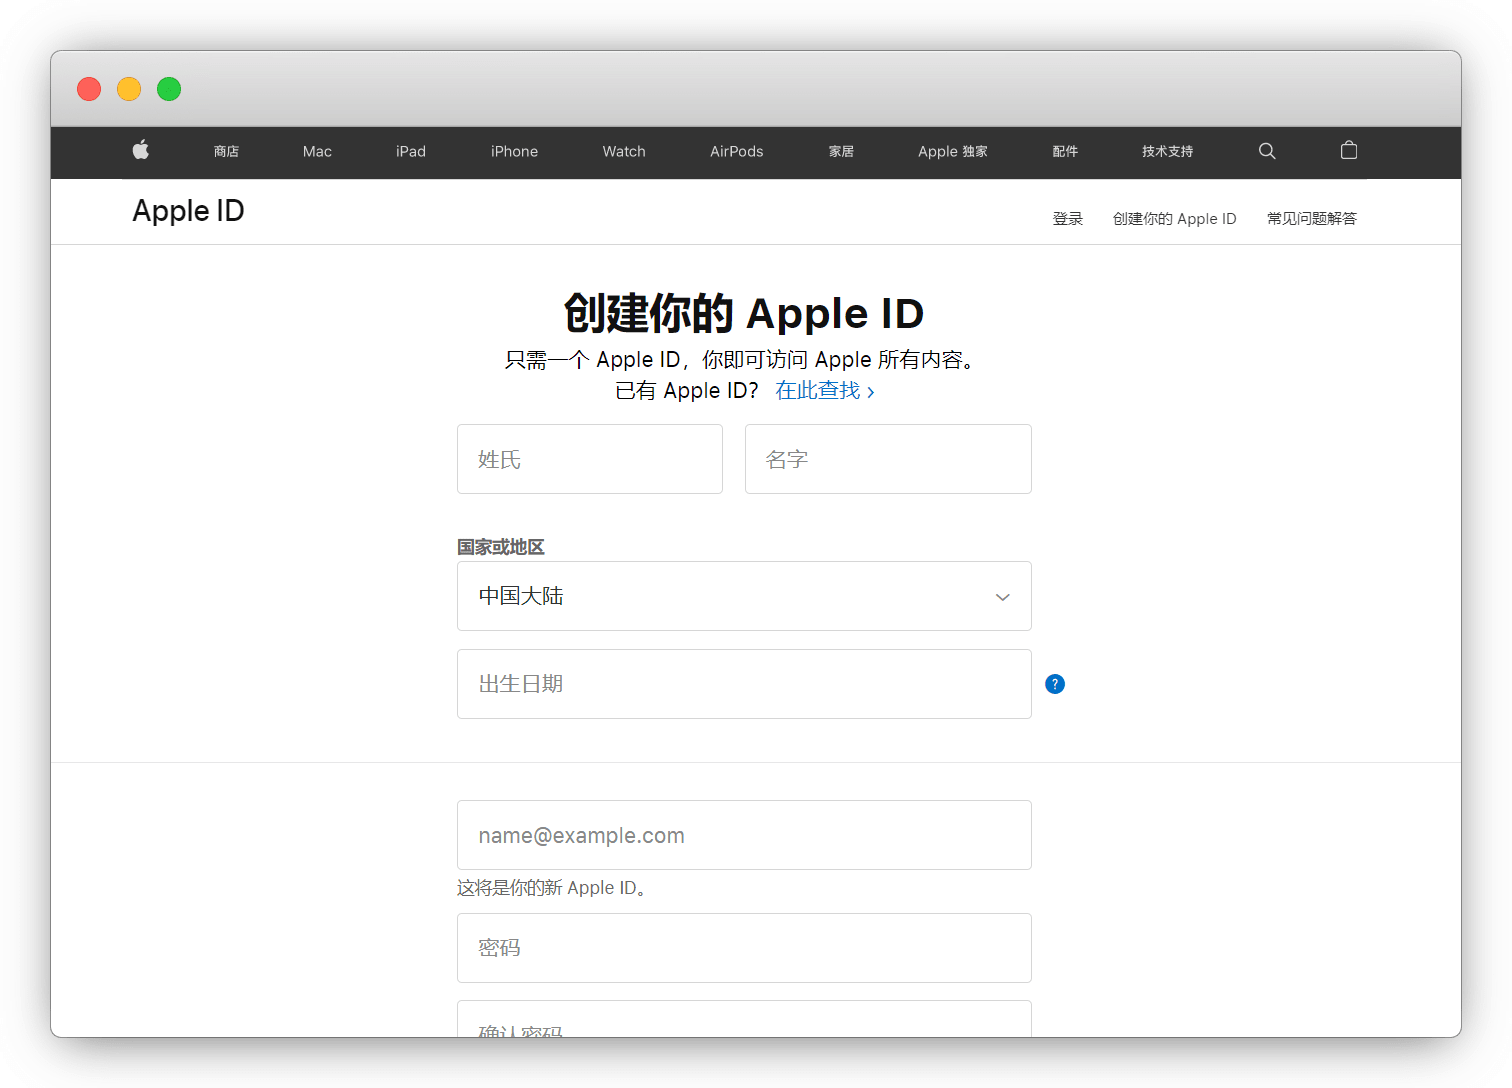 商店 Mac iPad iPhone Watch AirPods 家居 Apple 独家 配件 技术支持
Apple ID
登录 创建你的 Apple ID 常见问题解答
创建你的 Apple ID
只需一个 Apple ID，你即可访问 Apple 所有内容。
已有 Apple ID？ 在此查找 >
姓氏 名字
国家或地区
中国大陆
出生日期 ?
name@example.com
这将是你的新 Apple ID。
密码
确认密码